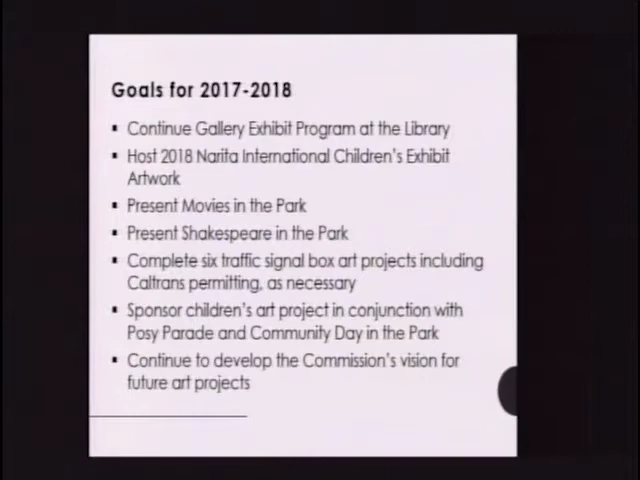 Goals for 2017-2018
▪ Continue Gallery Exhibit Program at the Library
▪ Host 2018 Narita International Children's Exhibit
Artwork
▪ Present Movies in the Park
▪ Present Shakespeare in the Park
▪ Complete six traffic signal box art projects including
Caltrans permitting, as necessary
▪ Sponsor children's art project in conjunction with
Posy Parade and Community Day in the Park
▪ Continue to develop the Commission's vision for
future art projects